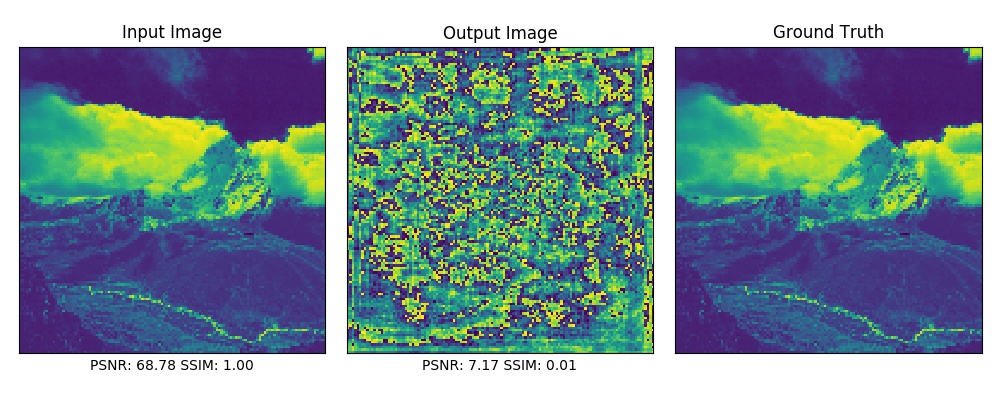 Input Image
Output Image
Ground Truth
PSNR: 68.78 SSIM: 1.00
PSNR: 7.17 SSIM: 0.01